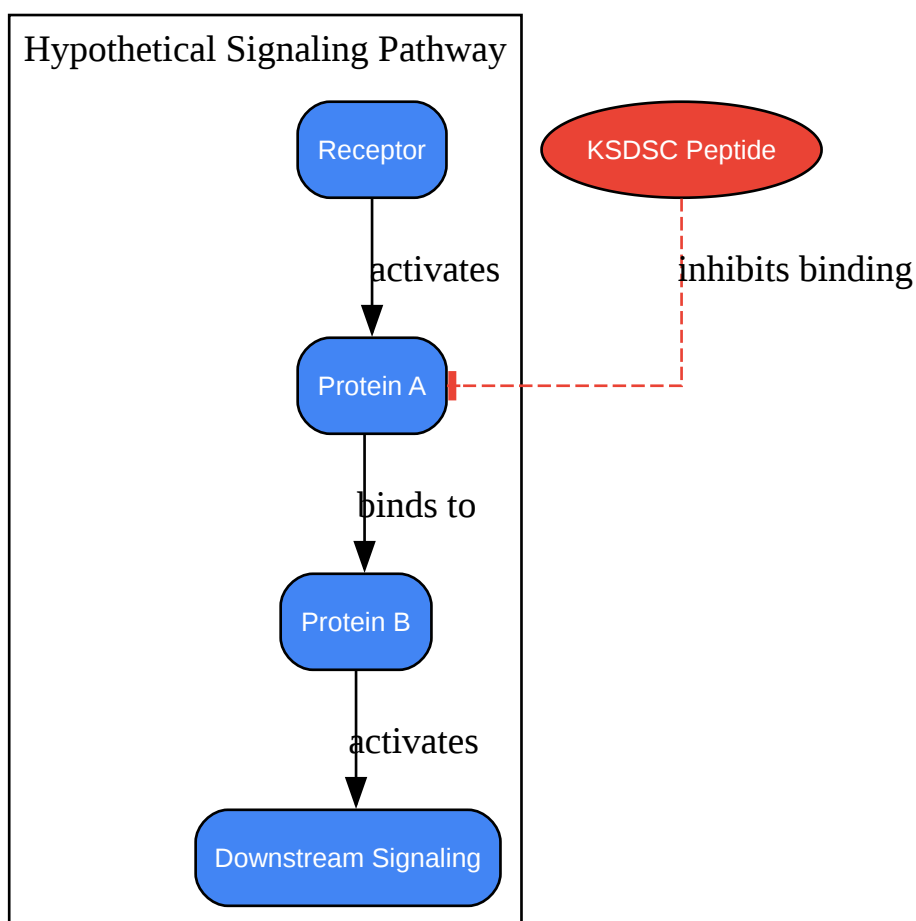 Hypothetical Signaling Pathway
Receptor
KSDSC Peptide
activates
inhibits binding
Protein A
binds to
Protein B
activates
Downstream Signaling